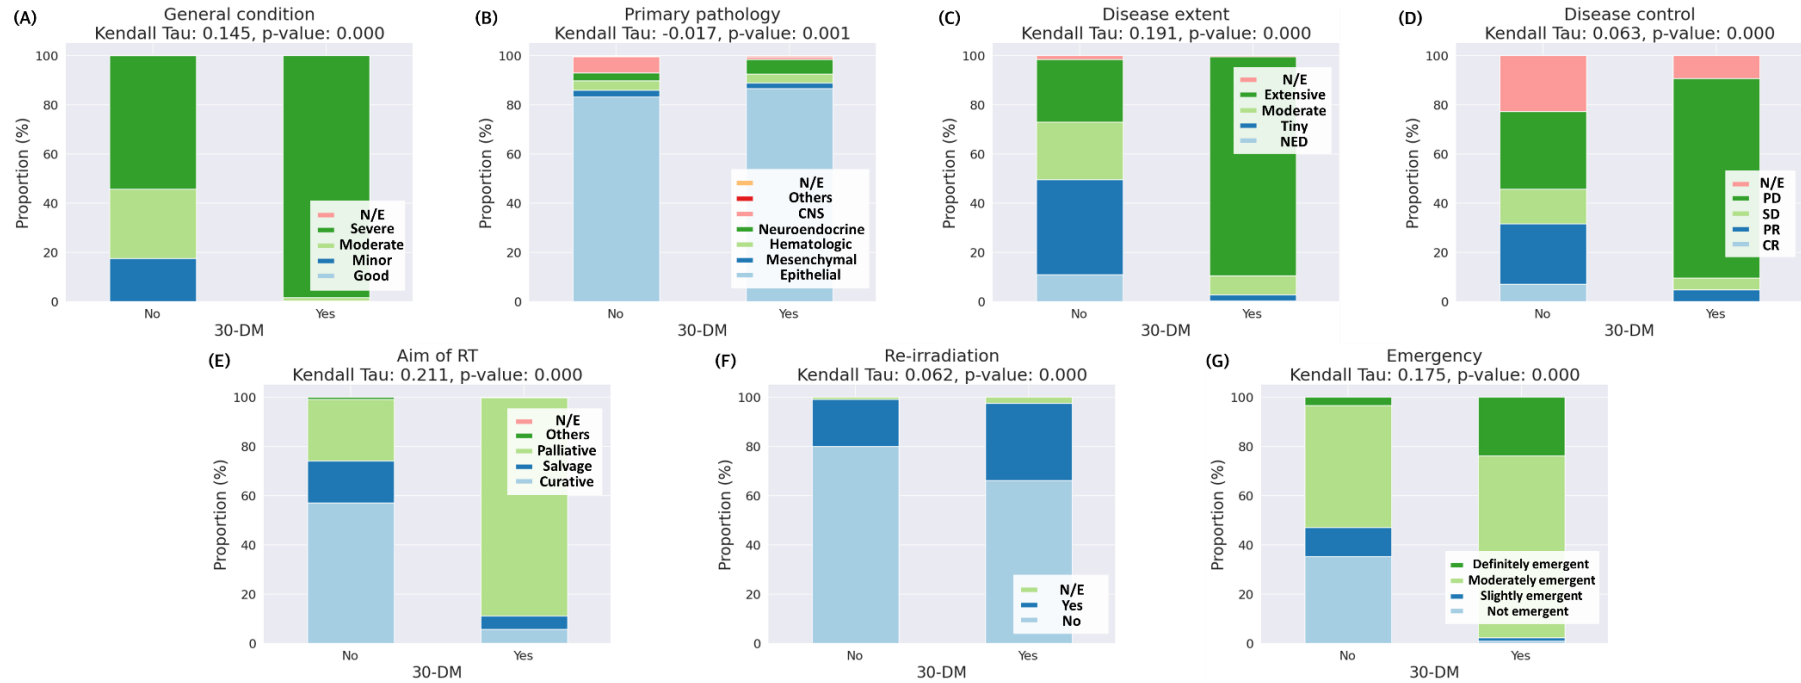 (A)
General condition
Kendall Tau: 0.145, p-value: 0.000
Proportion (%)
100
80
60
40
20
0
N/E
Severe
Moderate
Minor
Good
No
Yes
30-DM
(B)
Primary pathology
Kendall Tau: -0.017, p-value: 0.001
Proportion (%)
100
80
60
40
20
0
N/E
Others
CNS
Neuroendocrine
Hematologic
Mesenchymal
Epithelial
No
Yes
30-DM
(C)
Disease extent
Kendall Tau: 0.191, p-value: 0.000
Proportion (%)
100
80
60
40
20
0
N/E
Extensive
Moderate
Tiny
NED
No
Yes
30-DM
(D)
Disease control
Kendall Tau: 0.063, p-value: 0.000
Proportion (%)
100
80
60
40
20
0
N/E
PD
SD
PR
CR
No
Yes
30-DM
(E)
Aim of RT
Kendall Tau: 0.211, p-value: 0.000
Proportion (%)
100
80
60
40
20
0
N/E
Others
Palliative
Salvage
Curative
No
Yes
30-DM
(F)
Re-irradiation
Kendall Tau: 0.062, p-value: 0.000
Proportion (%)
100
80
60
40
20
0
N/E
Yes
No
No
Yes
30-DM
(G)
Emergency
Kendall Tau: 0.175, p-value: 0.000
Proportion (%)
100
80
60
40
20
0
Definitely emergent
Moderately emergent
Slightly emergent
Not emergent
No
Yes
30-DM